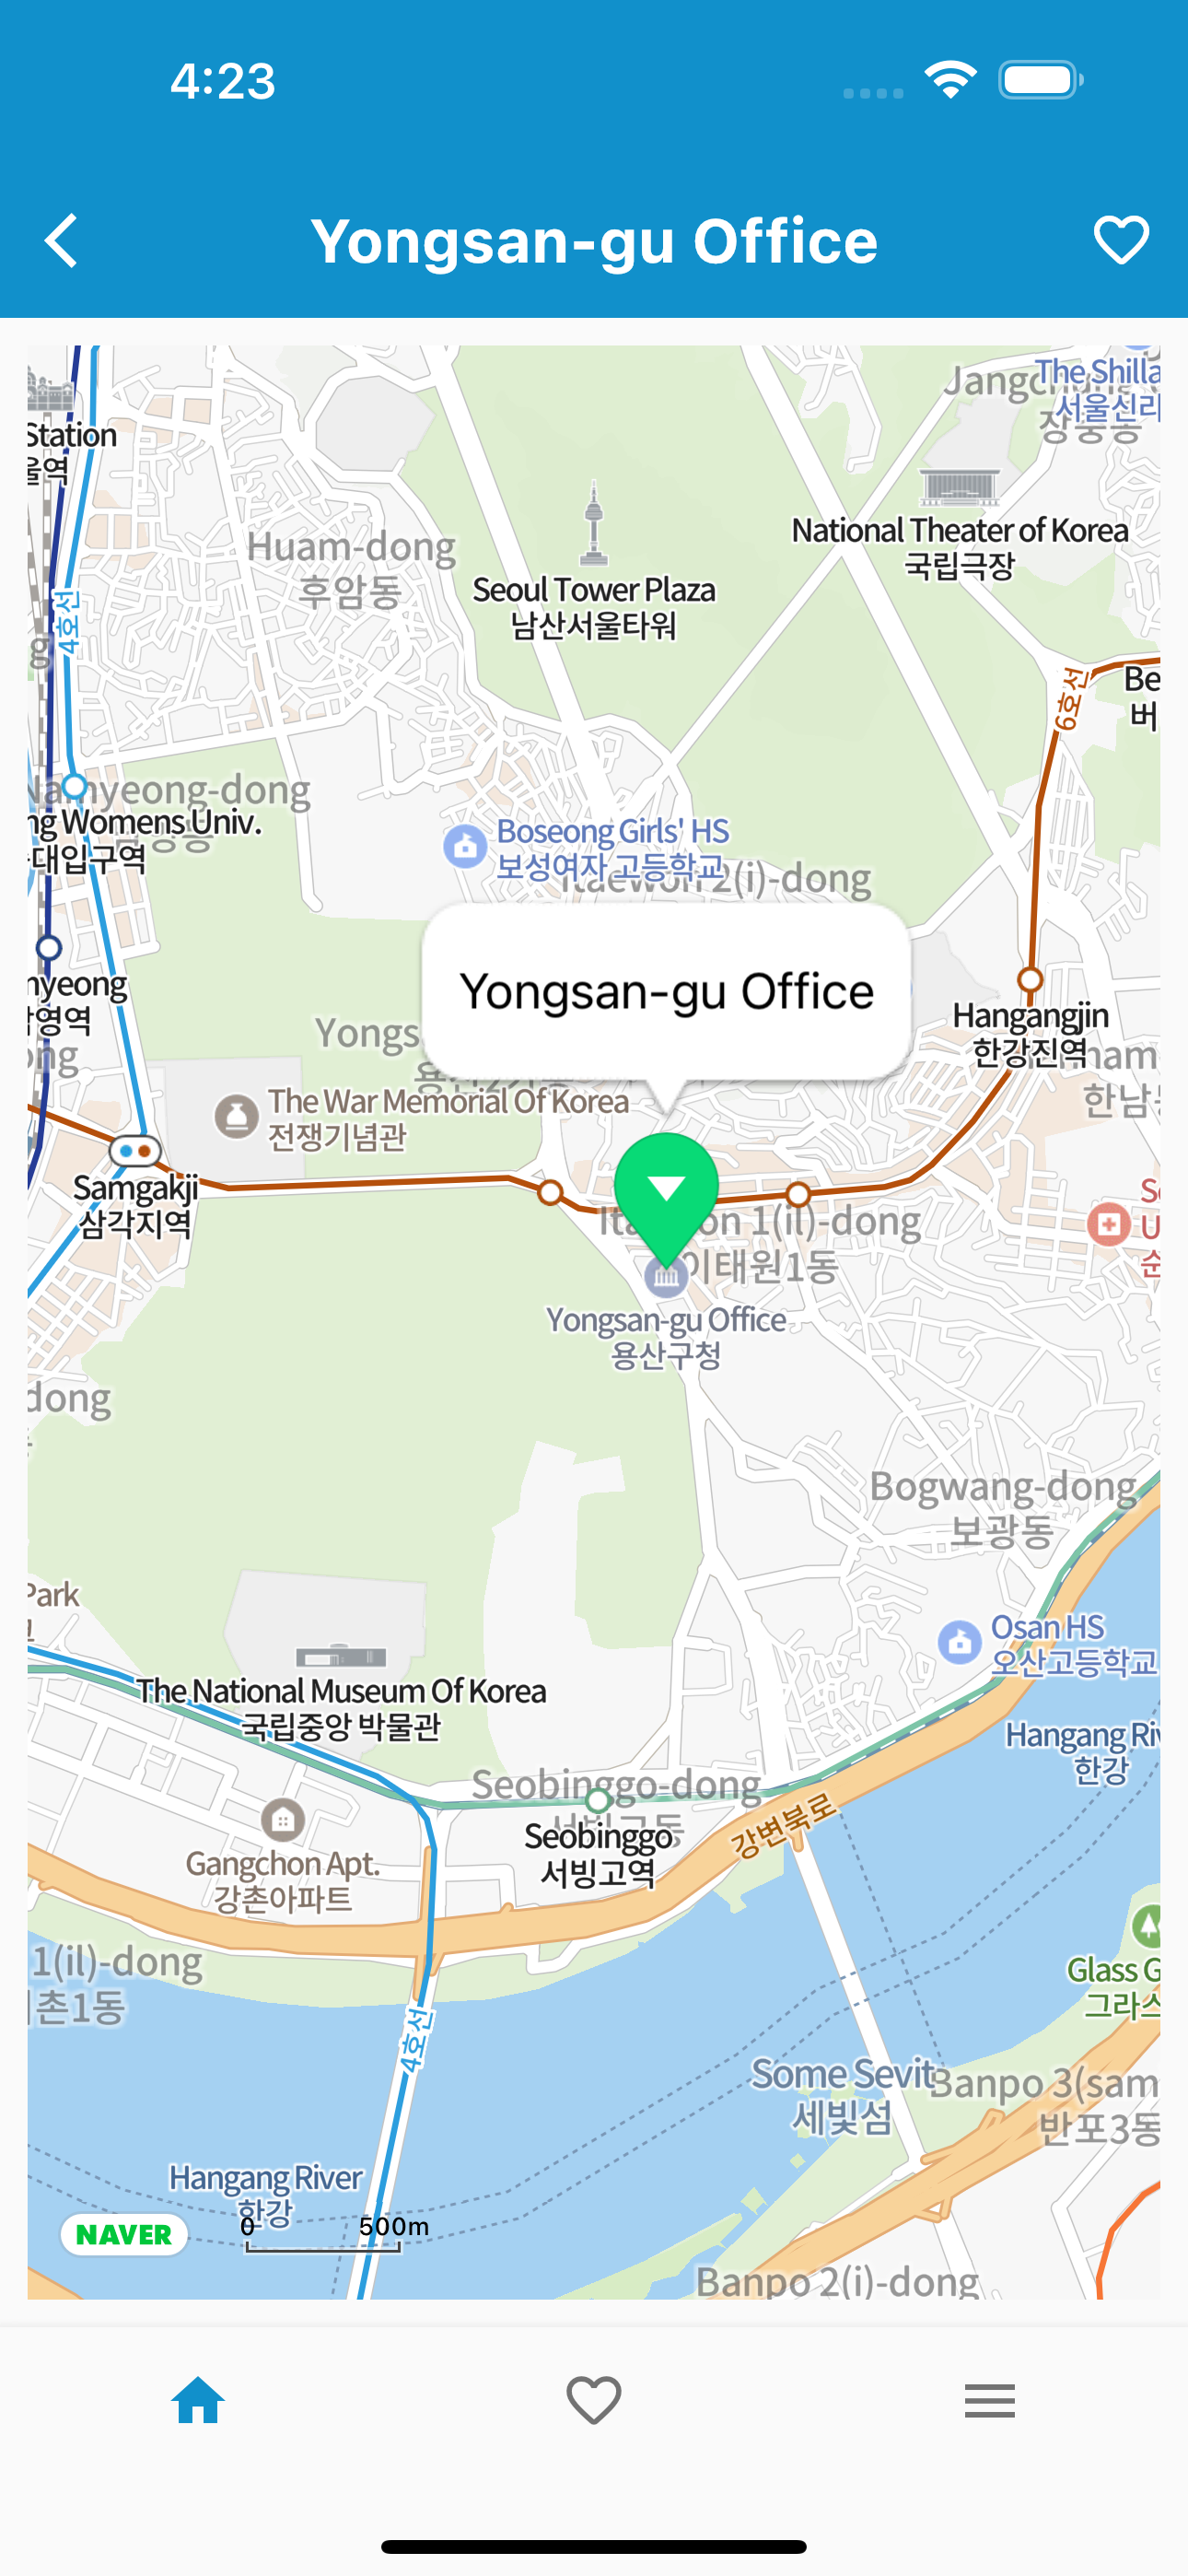 4:23
Yongsan-gu Office
The Shilla
서울신라
장충동
Station
울역
Huam-dong
후암동
National Theater of Korea
국립극장
Seoul Tower Plaza
남산서울타워
4호선
6호선
Be
버
Namyeong-dong
ng Womens Univ.
대입구역
Boseong Girls' HS
보성여자 고등학교
Itaewon 2(i)-dong
Yongsan-gu Office
nyeong
영역
ong
Yongs
Hangangjin
한강진역
nam
한남
The War Memorial Of Korea
전쟁기념관
Samgakji
삼각지역
on 1(il)-dong
이태원1동
S
U
순
Yongsan-gu Office
용산구청
dong
Bogwang-dong
보광동
Park
Osan HS
오산고등학교
The National Museum Of Korea
국립중앙 박물관
Hangang Riv
한강
Seobinggo-dong
Seobinggo
서빙고역
강변북로
Gangchon Apt.
강촌아파트
1(il)-dong
촌1동
Glass G
그라스
4호선
Some Sevit
세빛섬
Banpo 3(sam
반포3동
Hangang River
한강
NAVER
0 500m
Banpo 2(i)-dong